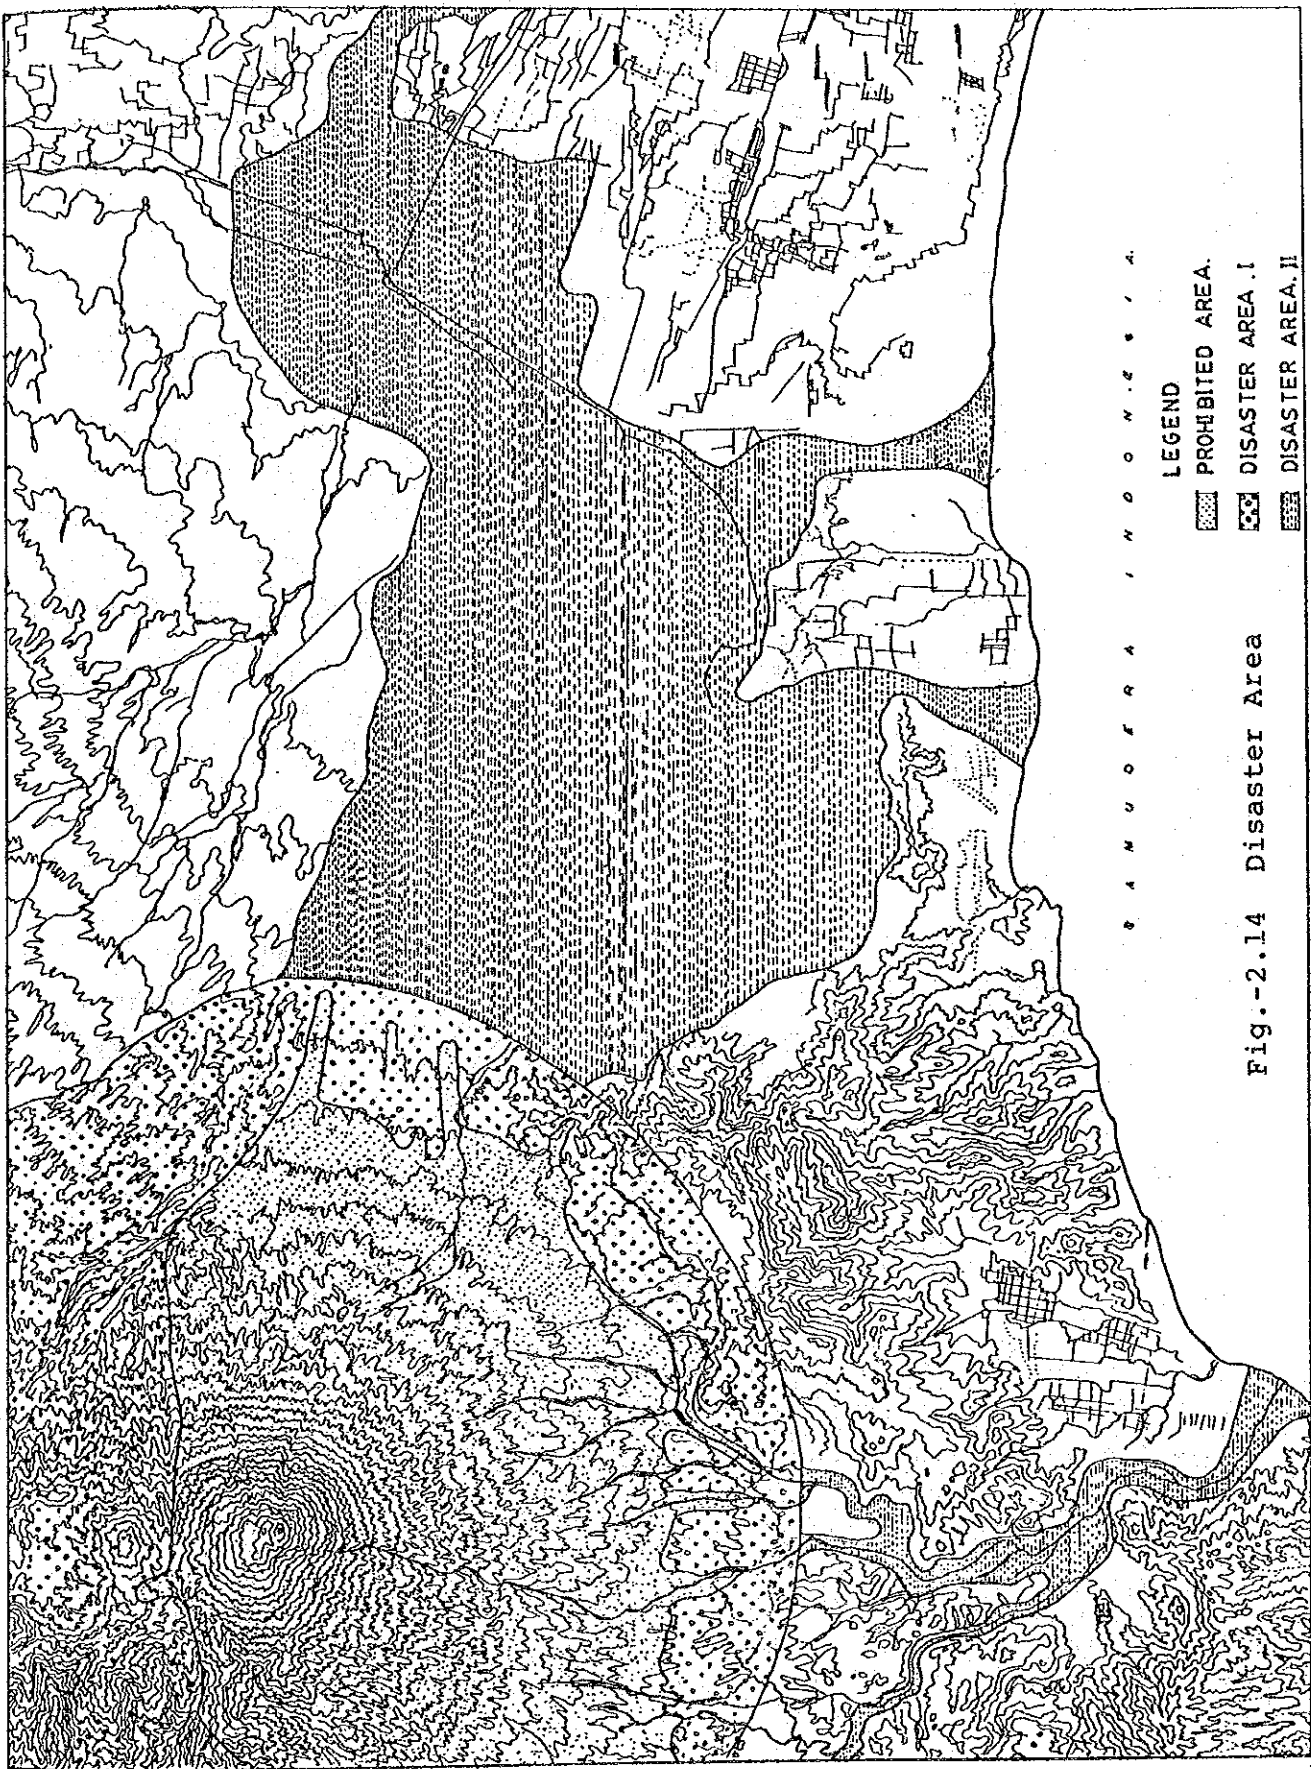 SAMUDERA INDONESIA.
LEGEND
PROHIBITED AREA.
DISASTER AREA.I
DISASTER AREA.II
Fig.-2.14 Disaster Area